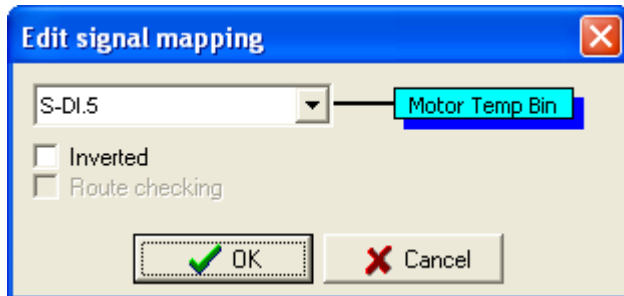 Edit signal mapping
S-DI.5
Motor Temp Bin
Inverted
Route checking
OK
Cancel